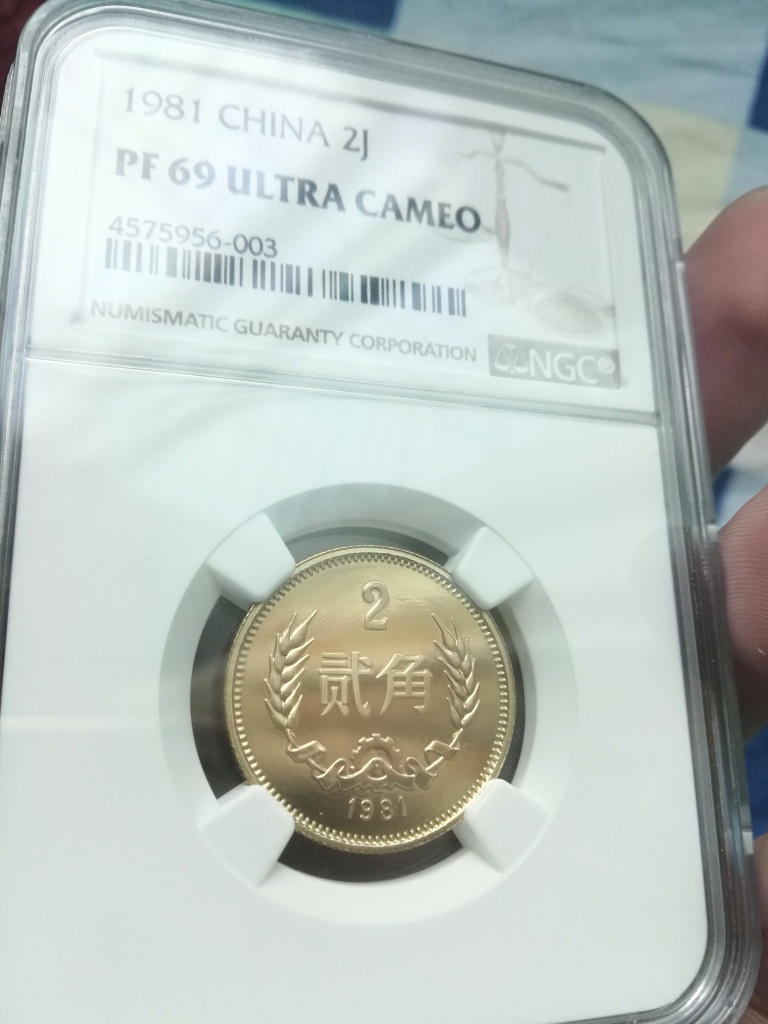 1981 CHINA 2J
PF 69 ULTRA CAMEO
4575956-003
NUMISMATIC GUARANTY CORPORATION
NGC®
2
贰角
1981